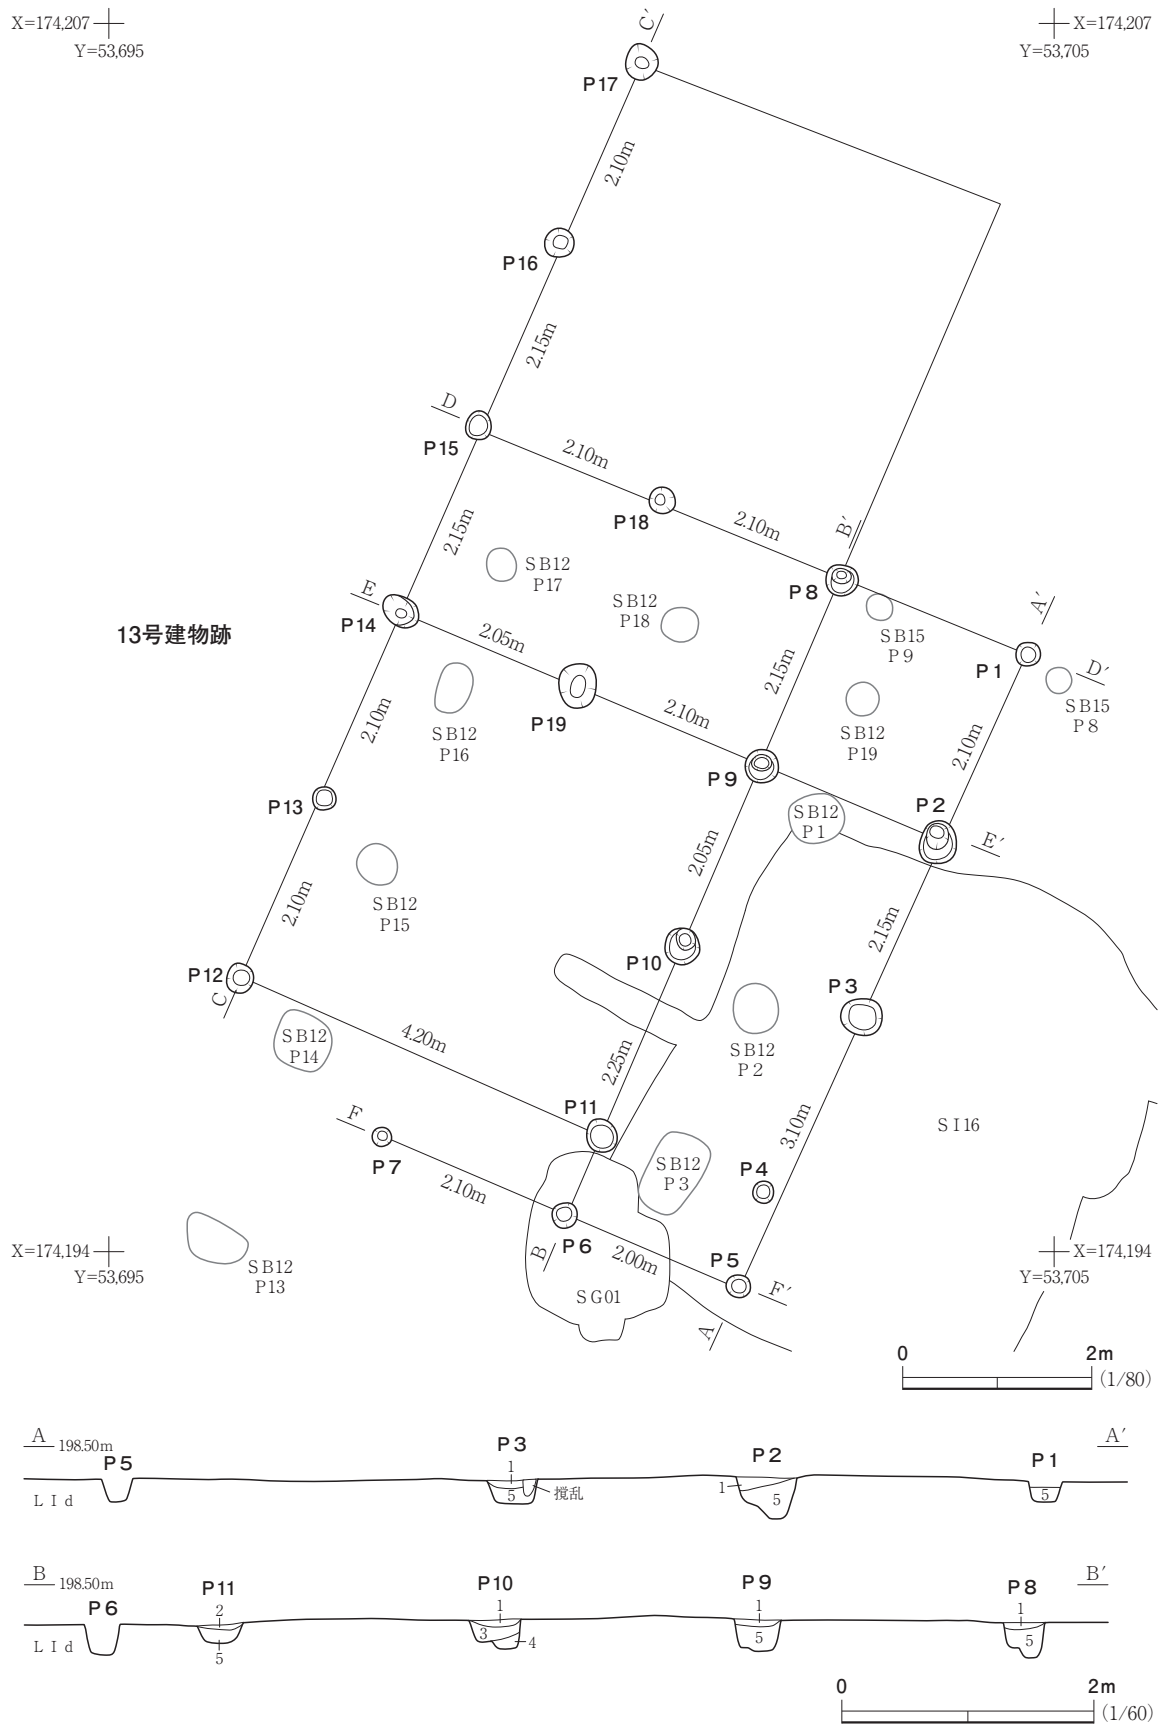 X=174,207
Y=53,695
X=174,207
Y=53,705
C′
P17
2.10m
P16
2.15m
D
P15
2.10m
P18
2.10m
B′
P8
2.15m
SB12
P17
SB12
P18
E
P14
13号建物跡
2.05m
SB15
P9
A′
P1
D′
SB15
P8
2.15m
P19
2.10m
SB12
P16
2.10m
SB12
P19
2.10m
P9
P2
SB12
P1
E′
P13
2.05m
2.15m
SB12
P15
2.10m
P10
P12
C
P3
SB12
P14
4.20m
2.25m
SB12
P2
F
P11
3.10m
SI16
P7
2.10m
SB12
P3
P4
P6
B
2.00m
P5
F′
X=174,194
Y=53,695
SB12
P13
SG01
A
X=174,194
Y=53,705
0
2m
(1/80)
A
198.50m
P5
P3
P2
P1
A′
1
5
撹乱
1
5
5
LId
B
198.50m
P6
P11
P10
P9
P8
B′
2
5
1
3
4
1
5
1
5
LId
0
2m
(1/60)